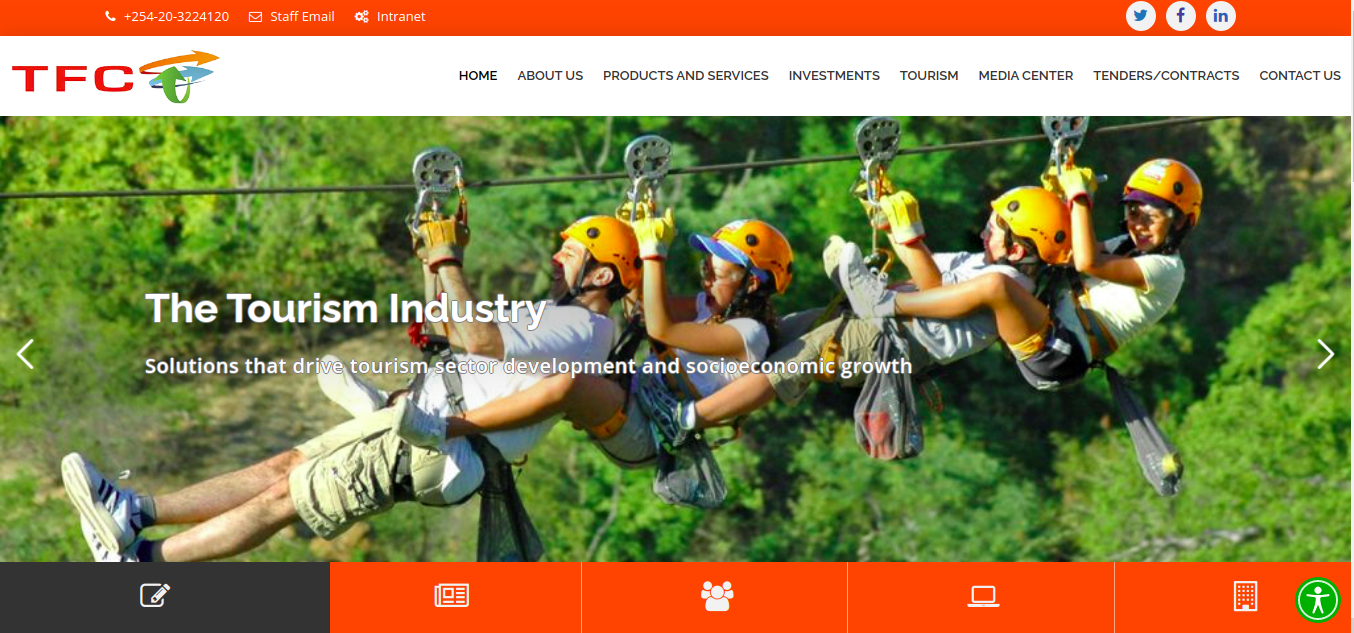 +254-20-3224120 Staff Email Intranet
TFC
HOME ABOUT US PRODUCTS AND SERVICES INVESTMENTS TOURISM MEDIA CENTER TENDERS/CONTRACTS CONTACT US
The Tourism Industry
Solutions that drive tourism sector development and socioeconomic growth